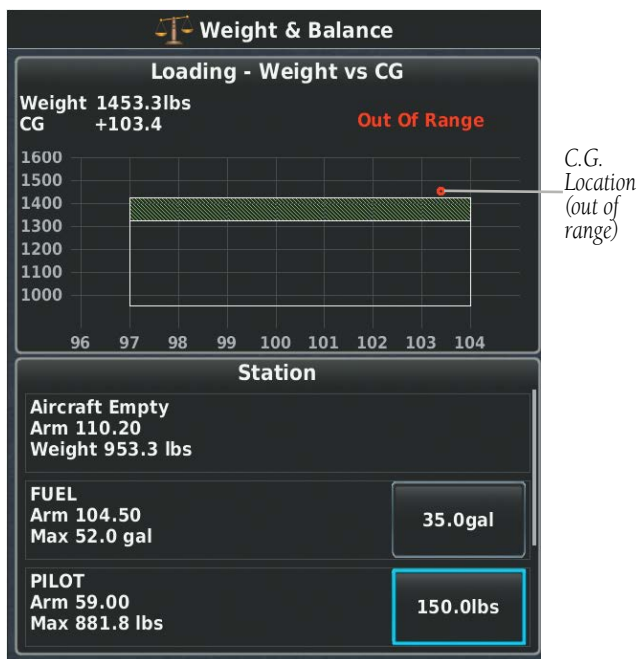 Weight & Balance
Loading - Weight vs CG
Weight 1453.3lbs
CG +103.4
Out Of Range
1600
1500
1400
1300
1200
1100
1000
96 97 98 99 100 101 102 103 104
C.G.
Location
(out of
range)
Station
Aircraft Empty
Arm 110.20
Weight 953.3 lbs
FUEL
Arm 104.50
Max 52.0 gal
35.0gal
PILOT
Arm 59.00
Max 881.8 lbs
150.0lbs